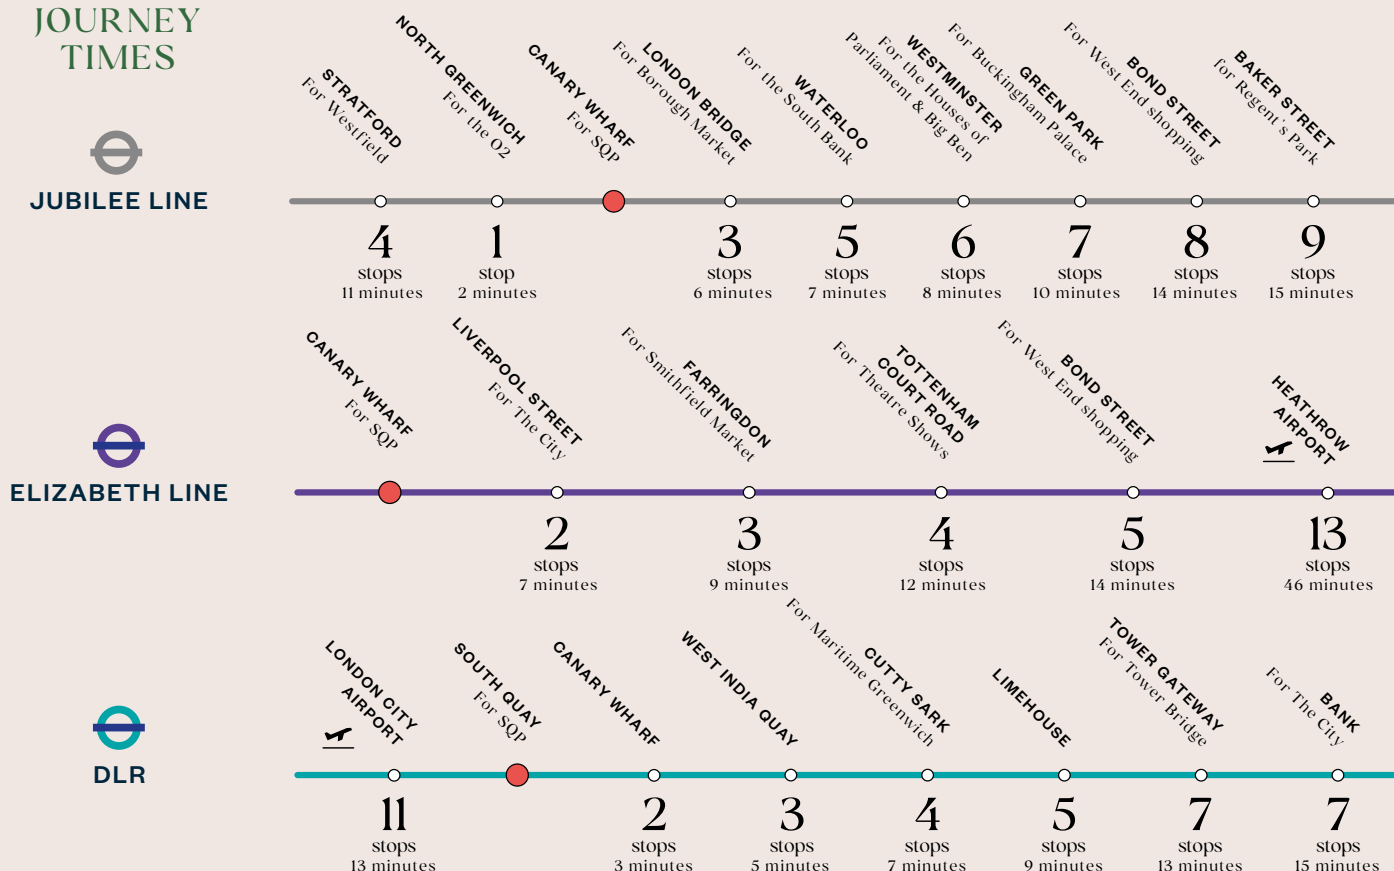 JOURNEY
TIMES
JUBILEE LINE
STRATFORD
For Westfield
NORTH GREENWICH
For the O2
CANARY WHARF
For SQP
LONDON BRIDGE
For Borough Market
WATERLOO
For the South Bank
WESTMINSTER
For the Houses of
Parliament & Big Ben
GREEN PARK
For Buckingham Palace
BOND STREET
For West End shopping
BAKER STREET
for Regent's Park
4
stops
11 minutes
1
stop
2 minutes
3
stops
6 minutes
5
stops
7 minutes
6
stops
8 minutes
7
stops
10 minutes
8
stops
14 minutes
9
stops
15 minutes
ELIZABETH LINE
CANARY WHARF
For SQP
LIVERPOOL STREET
For The City
FARRINGDON
For Smithfield Market
TOTTENHAM
COURT ROAD
For Theatre Shows
BOND STREET
For West End shopping
HEATHROW
AIRPORT
2
stops
7 minutes
3
stops
9 minutes
4
stops
12 minutes
5
stops
14 minutes
13
stops
46 minutes
DLR
LONDON CITY
AIRPORT
SOUTH QUAY
For SQP
CANARY WHARF
WEST INDIA QUAY
CUTTY SARK
For Maritime Greenwich
LIMEHOUSE
TOWER GATEWAY
For Tower Bridge
BANK
For The City
11
stops
13 minutes
2
stops
3 minutes
3
stops
5 minutes
4
stops
7 minutes
5
stops
9 minutes
7
stops
13 minutes
7
stops
15 minutes